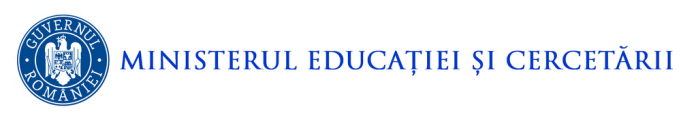 GUVERNUL ROMÂNIEI
MINISTERUL EDUCAȚIEI ȘI CERCETĂRII